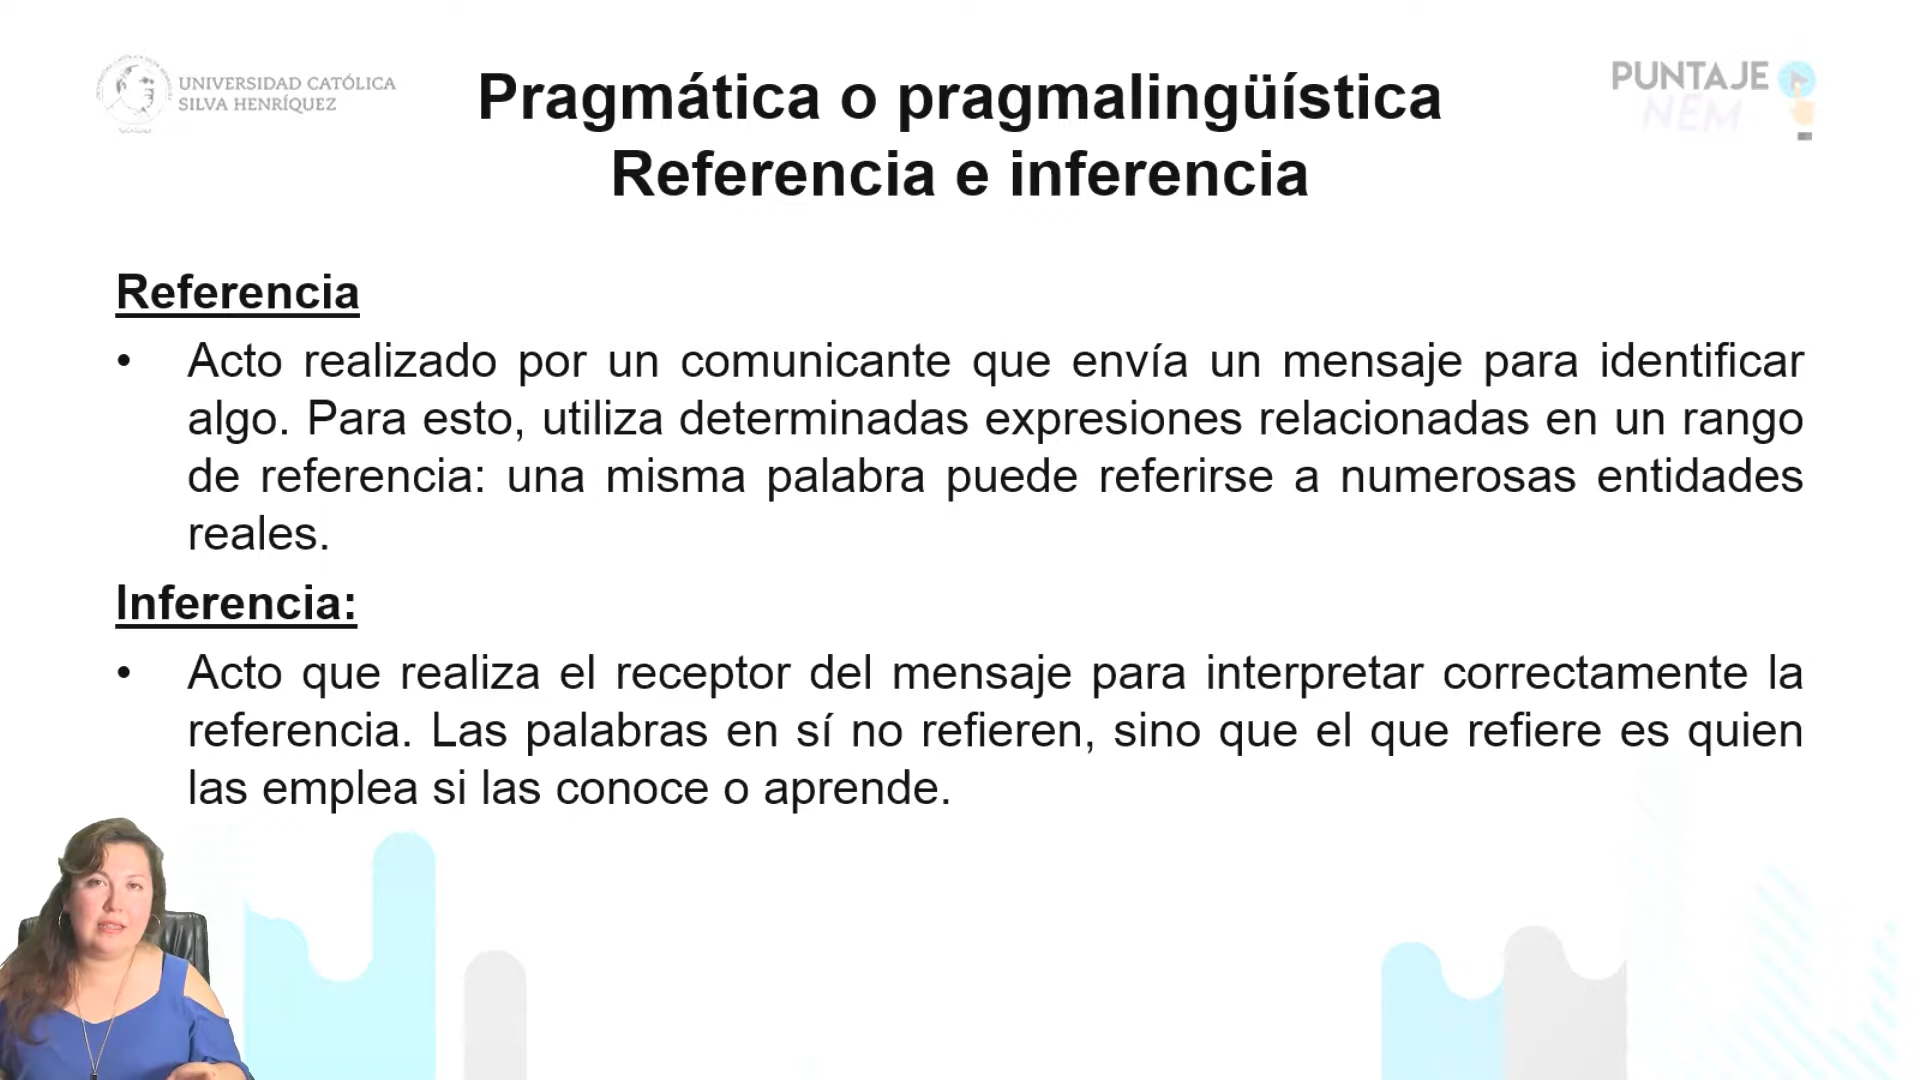 UNIVERSIDAD CATÓLICA
SILVA HENRÍQUEZ
Pragmática o pragmalingüística
Referencia e inferencia
PUNTAJE
NEM
Referencia
• Acto realizado por un comunicante que envía un mensaje para identificar
algo. Para esto, utiliza determinadas expresiones relacionadas en un rango
de referencia: una misma palabra puede referirse a numerosas entidades
reales.
Inferencia:
• Acto que realiza el receptor del mensaje para interpretar correctamente la
referencia. Las palabras en sí no refieren, sino que el que refiere es quien
las emplea si las conoce o aprende.